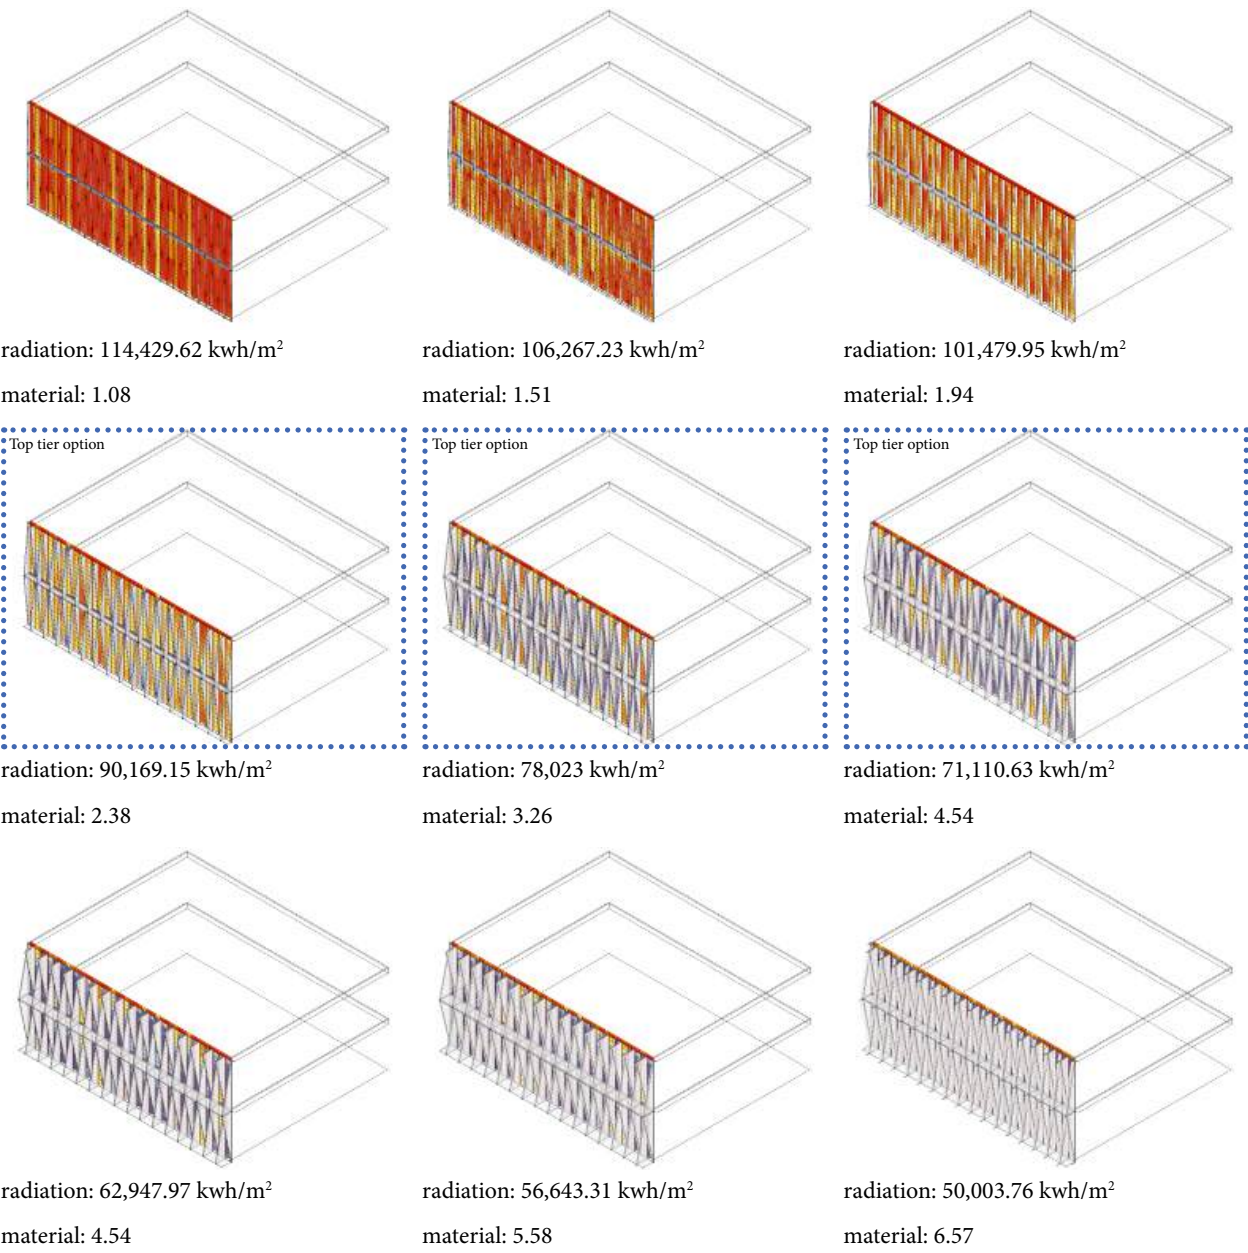 radiation: 114,429.62 kwh/m²
radiation: 106,267.23 kwh/m²
radiation: 101,479.95 kwh/m²
material: 1.08
material: 1.51
material: 1.94
Top tier option
Top tier option
Top tier option
radiation: 90,169.15 kwh/m²
radiation: 78,023 kwh/m²
radiation: 71,110.63 kwh/m²
material: 2.38
material: 3.26
material: 4.54
radiation: 62,947.97 kwh/m²
radiation: 56,643.31 kwh/m²
radiation: 50,003.76 kwh/m²
material: 4.54
material: 5.58
material: 6.57